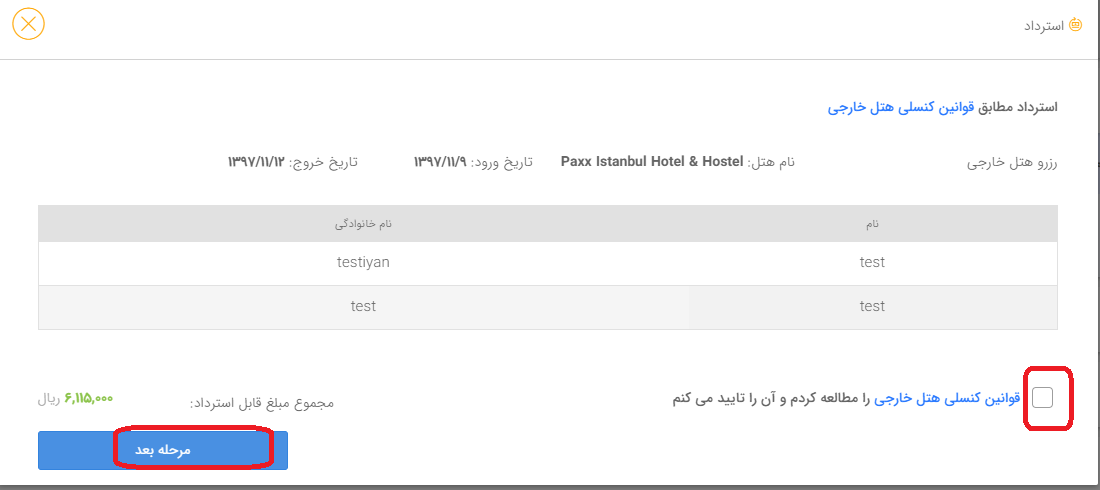 استرداد
استرداد مطابق قوانین کنسلی هتل خارجی
رزرو هتل خارجی نام هتل: Paxx Istanbul Hotel & Hostel تاریخ ورود: ۱۳۹۷/۱۱/۹ تاریخ خروج: ۱۳۹۷/۱۱/۱۲
نام نام خانوادگی
test testiyan
test test
قوانین کنسلی هتل خارجی را مطالعه کردم و آن را تایید می کنم
مجموع مبلغ قابل استرداد: ۶,۱۱۵,۰۰۰ ریال
مرحله بعد